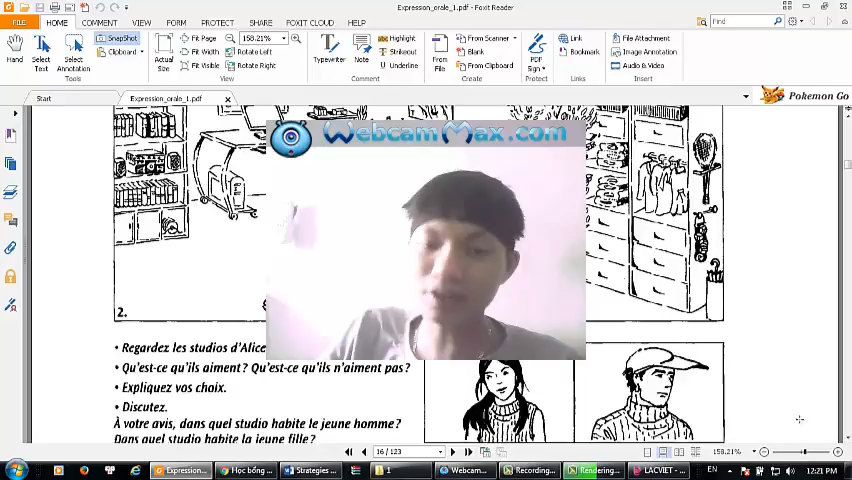 Expression_orale_1.pdf - Foxit Reader
FILE HOME COMMENT VIEW FORM PROTECT SHARE FOXIT CLOUD HELP
Find
Hand
Select Text
Select Annotation
SnapShot
Clipboard
Tools
Actual Size
Fit Page
Fit Width
Fit Visible
158.21%
Rotate Left
Rotate Right
View
Typewriter
Note
Highlight
Strikeout
Underline
Comment
From File
From Scanner
Blank
From Clipboard
Create
PDF Sign
Protect
Link
Bookmark
Links
File Attachment
Image Annotation
Audio & Video
Insert
Start
Expression_orale_1.pdf
Pokemon Go
WebcamMax.com
2.
• Regardez les studios d'Alice
• Qu'est-ce qu'ils aiment? Qu'est-ce qu'ils n'aiment pas?
• Expliquez vos choix.
• Discutez.
À votre avis, dans quel studio habite le jeune homme?
Dans quel studio habite la jeune fille?
16 / 123
158.21%
Expression...
Học bổng ...
Strategies ...
1
Webcam...
Recording...
Rendering...
LACVIET -...
EN
12:21 PM